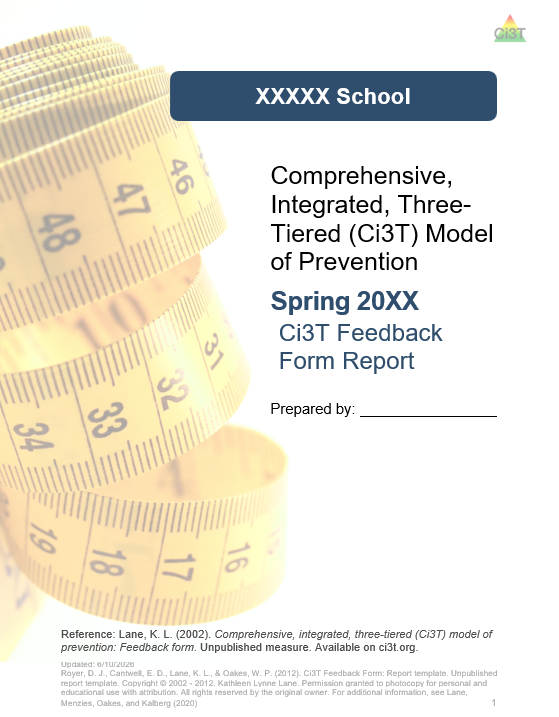 Ci3T
XXXXX School
Comprehensive,
Integrated, Three-
Tiered (Ci3T) Model
of Prevention
Spring 20XX
Ci3T Feedback
Form Report
Prepared by: _________________
46
47
48
10
31
32
33
34
16
17
18
19
Reference: Lane, K. L. (2002). Comprehensive, integrated, three-tiered (Ci3T) model of
prevention: Feedback form. Unpublished measure. Available on ci3t.org.
Updated: 6/10/2026
Royer, D. J., Cantwell, E. D., Lane, K. L., & Oakes, W. P. (2012). Ci3T Feedback Form: Report template. Unpublished
report template. Copyright © 2002 - 2012. Kathleen Lynne Lane. Permission granted to photocopy for personal and
educational use with attribution. All rights reserved by the original owner. For additional information, see Lane,
Menzies, Oakes, and Kalberg (2020)
1